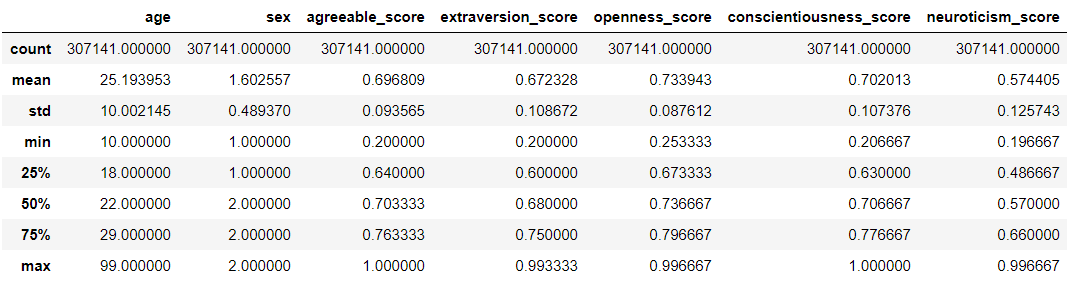 age sex agreeable_score extraversion_score openness_score conscientiousness_score neuroticism_score
count 307141.000000 307141.000000 307141.000000 307141.000000 307141.000000 307141.000000 307141.000000
mean 25.193953 1.602557 0.696809 0.672328 0.733943 0.702013 0.574405
std 10.002145 0.489370 0.093565 0.108672 0.087612 0.107376 0.125743
min 10.000000 1.000000 0.200000 0.200000 0.253333 0.206667 0.196667
25% 18.000000 1.000000 0.640000 0.600000 0.673333 0.630000 0.486667
50% 22.000000 2.000000 0.703333 0.680000 0.736667 0.706667 0.570000
75% 29.000000 2.000000 0.763333 0.750000 0.796667 0.776667 0.660000
max 99.000000 2.000000 1.000000 0.993333 0.996667 1.000000 0.996667